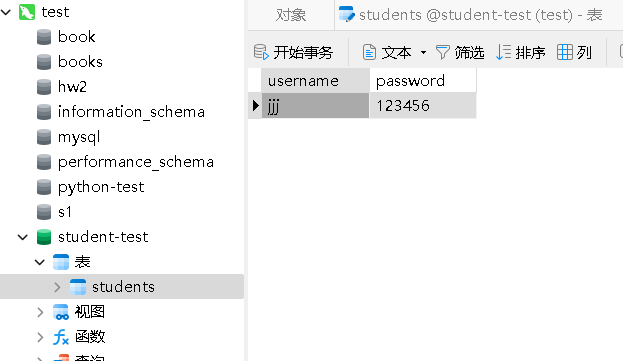 test
book
books
hw2
information_schema
mysql
performance_schema
python-test
s1
student-test
表
students
视图
函数
查询
对象
students @student-test (test) - 表
开始事务 文本 筛选 排序 列
username password
jjj 123456